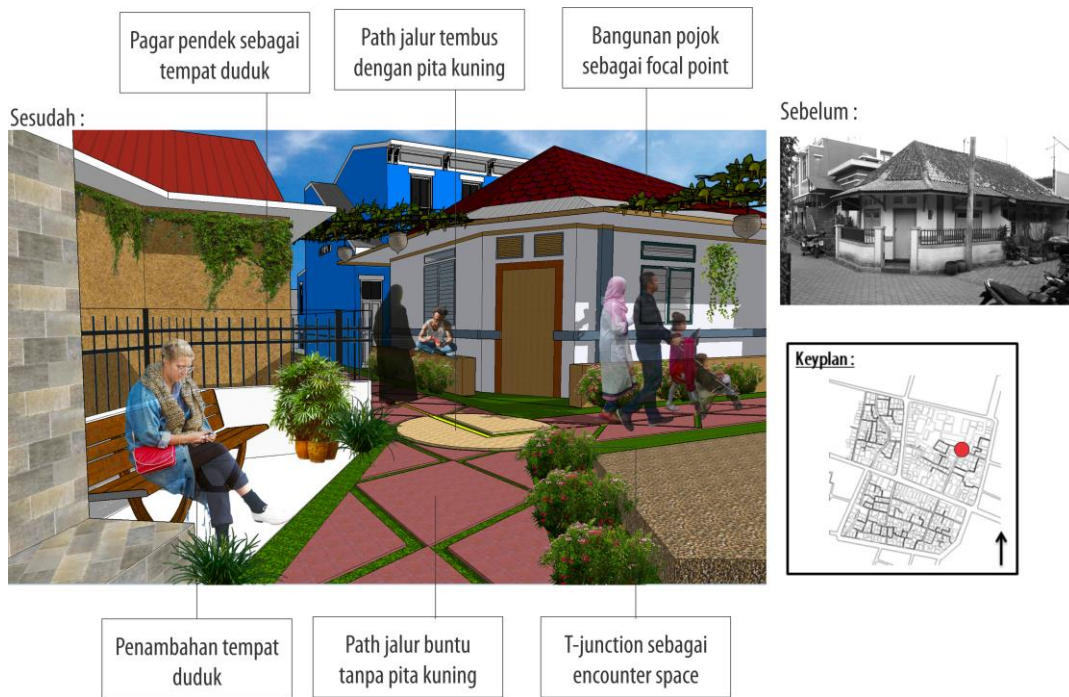 Pagar pendek sebagai
tempat duduk
Path jalur tembus
dengan pita kuning
Bangunan pojok
sebagai focal point
Sesudah :
Sebelum :
Keyplan :
Penambahan tempat
duduk
Path jalur buntu
tanpa pita kuning
T-junction sebagai
encounter space